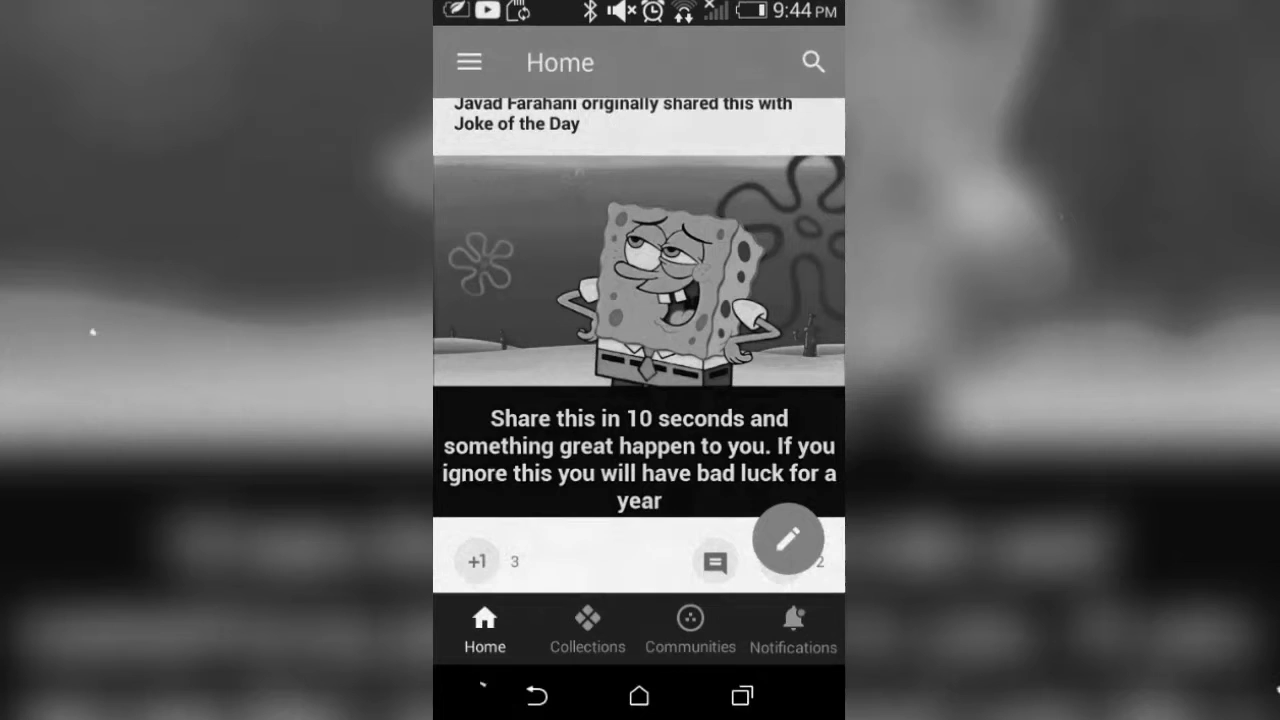 9:44 PM
Home
Javad Farahani originally shared this with
Joke of the Day
Share this in 10 seconds and
something great happen to you. If you
ignore this you will have bad luck for a
year
+1 3 2
Home Collections Communities Notifications